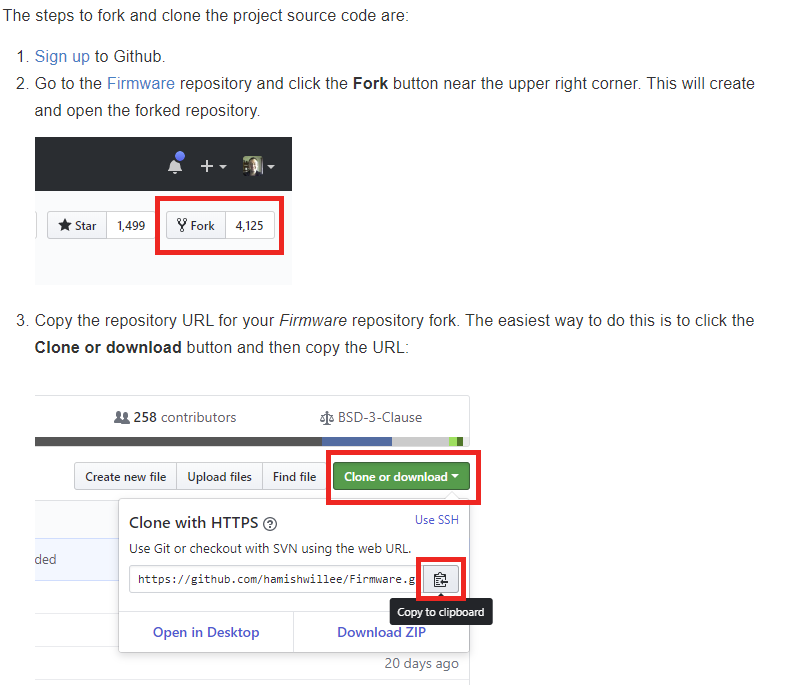 The steps to fork and clone the project source code are:
1. Sign up to Github.
2. Go to the Firmware repository and click the Fork button near the upper right corner. This will create
and open the forked repository.
Star 1,499 Fork 4,125
3. Copy the repository URL for your Firmware repository fork. The easiest way to do this is to click the
Clone or download button and then copy the URL:
258 contributors BSD-3-Clause
Create new file Upload files Find file Clone or download
Clone with HTTPS ? Use SSH
Use Git or checkout with SVN using the web URL.
ded
https://github.com/hamishwillee/Firmware.g
Copy to clipboard
Open in Desktop Download ZIP
20 days ago